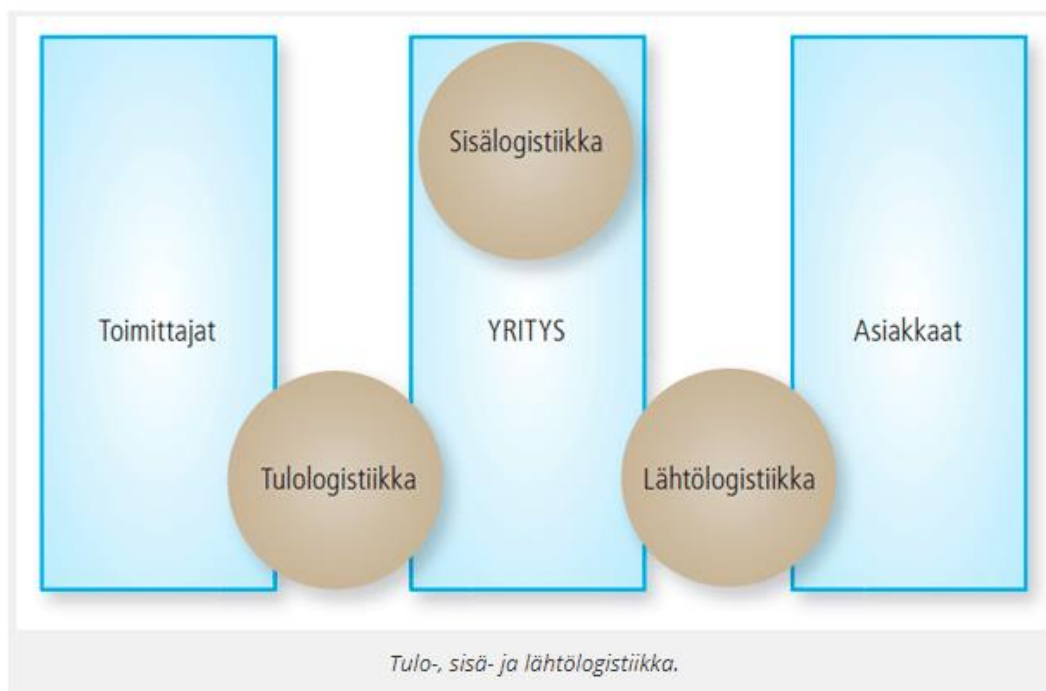 Sisälogistiikka
Toimittajat
YRITYS
Asiakkaat
Tulologistiikka
Lähtölogistiikka
Tulo-, sisä- ja lähtölogistiikka.